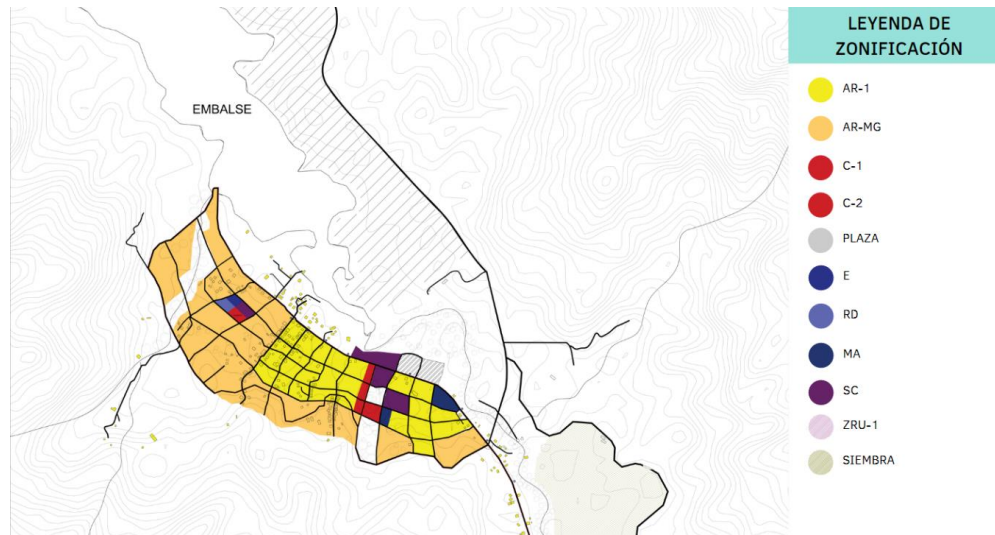 EMBALSE
LEYENDA DE
ZONIFICACIÓN
AR-1
AR-MG
C-1
C-2
PLAZA
E
RD
MA
SC
ZRU-1
SIEMBRA